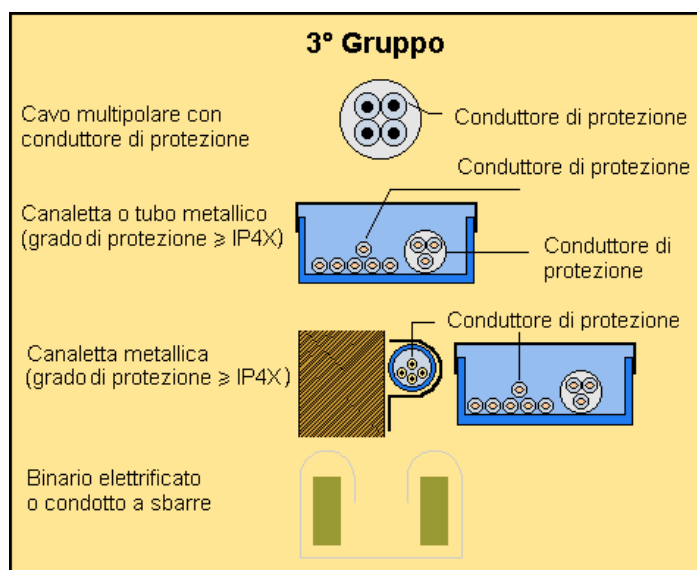 3° Gruppo
Cavo multipolare con
conduttore di protezione
Conduttore di protezione
Conduttore di protezione
Canaletta o tubo metallico
(grado di protezione ⩾ IP4X)
Conduttore di
protezione
Conduttore di protezione
Canaletta metallica
(grado di protezione ⩾ IP4X)
Binario elettrificato
o condotto a sbarre